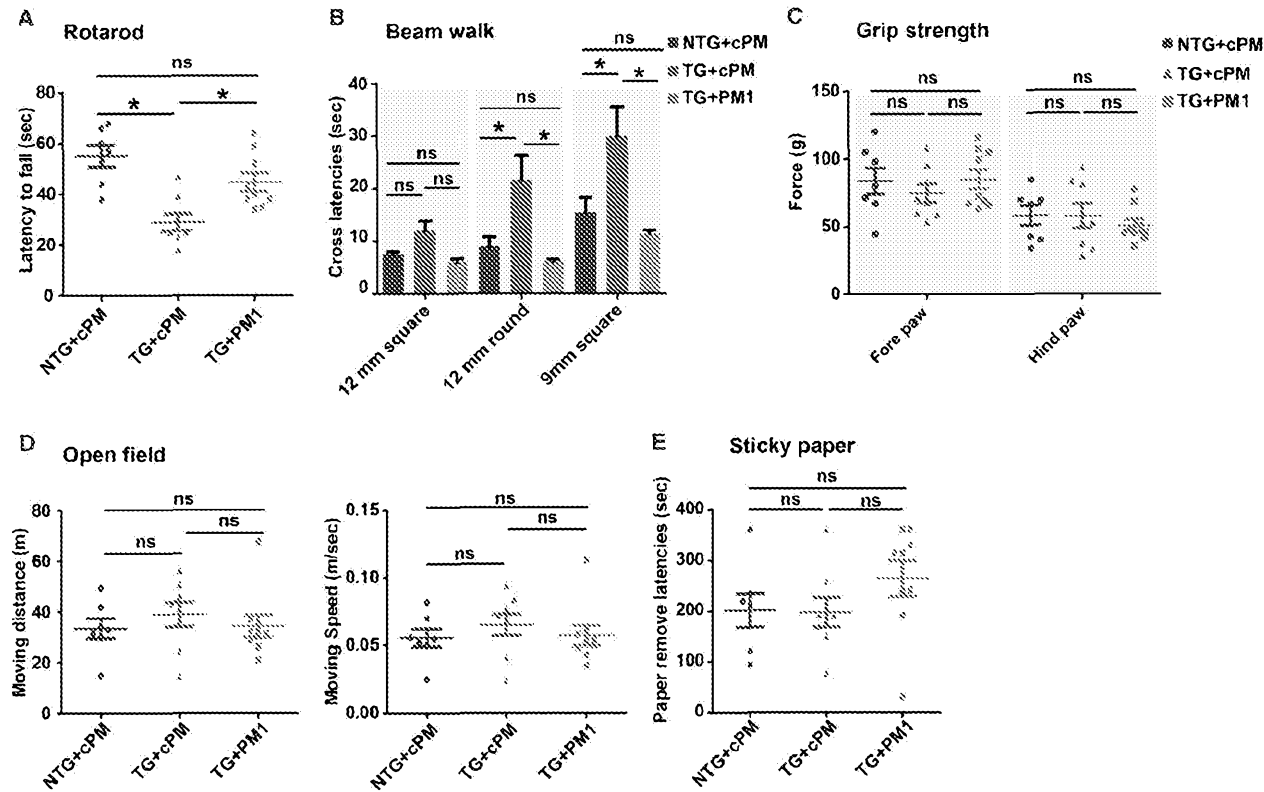 A
Rotarod
Latency to fall (sec)
80
60
40
20
0
ns
*
*
NTG+cPM
TG+cPM
TG+PM1
B
Beam walk
NTG+cPM
TG+cPM
TG+PM1
Cross latencies (sec)
40
30
20
10
0
ns
ns
ns
ns
*
*
ns
*
*
12 mm square
12 mm round
9mm square
C
Grip strength
NTG+cPM
TG+cPM
TG+PM1
Force (g)
150
100
50
0
ns
ns
ns
ns
ns
ns
Fore paw
Hind paw
D
Open field
Moving distance (m)
80
60
40
20
0
ns
ns
ns
NTG+cPM
TG+cPM
TG+PM1
Moving Speed (m/sec)
0.15
0.10
0.05
0.00
ns
ns
ns
NTG+cPM
TG+cPM
TG+PM1
E
Sticky paper
Paper remove latencies (sec)
400
300
200
100
0
ns
ns
ns
NTG+cPM
TG+cPM
TG+PM1